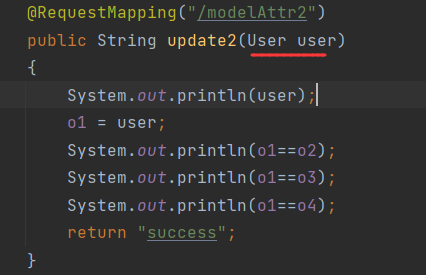 @RequestMapping("/modelAttr2")
public String update2(User user)
{
System.out.println(user);
o1 = user;
System.out.println(o1==o2);
System.out.println(o1==o3);
System.out.println(o1==o4);
return "success";
}